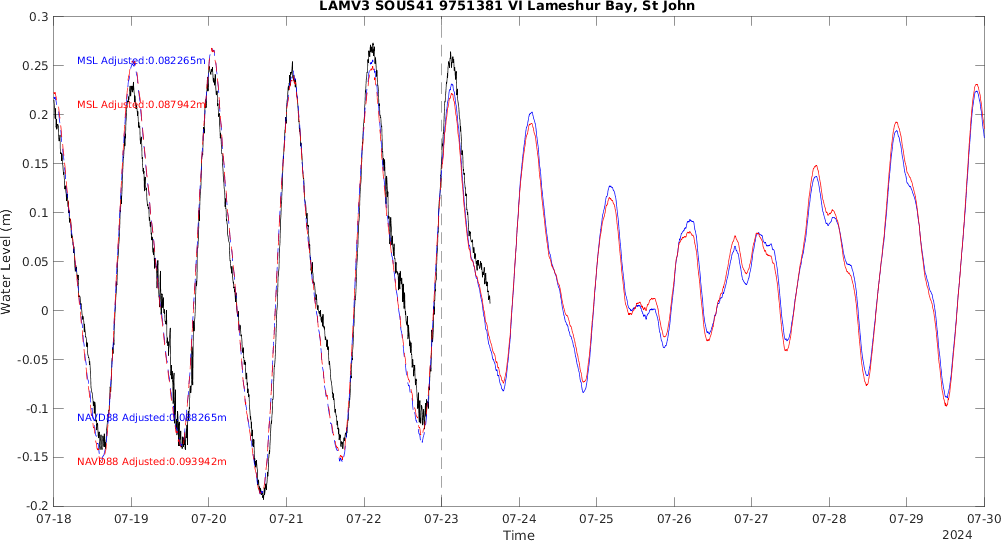 LAMV3 SOUS41 9751381 VI Lameshur Bay, St John
0.3
0.25
0.2
0.15
0.1
0.05
0
-0.05
-0.1
-0.15
-0.2
Water Level (m)
MSL Adjusted:0.082265m
MSL Adjusted:0.087942m
NAVD88 Adjusted:0.088265m
NAVD88 Adjusted:0.093942m
07-18 07-19 07-20 07-21 07-22 07-23 07-24 07-25 07-26 07-27 07-28 07-29 07-30
Time
2024